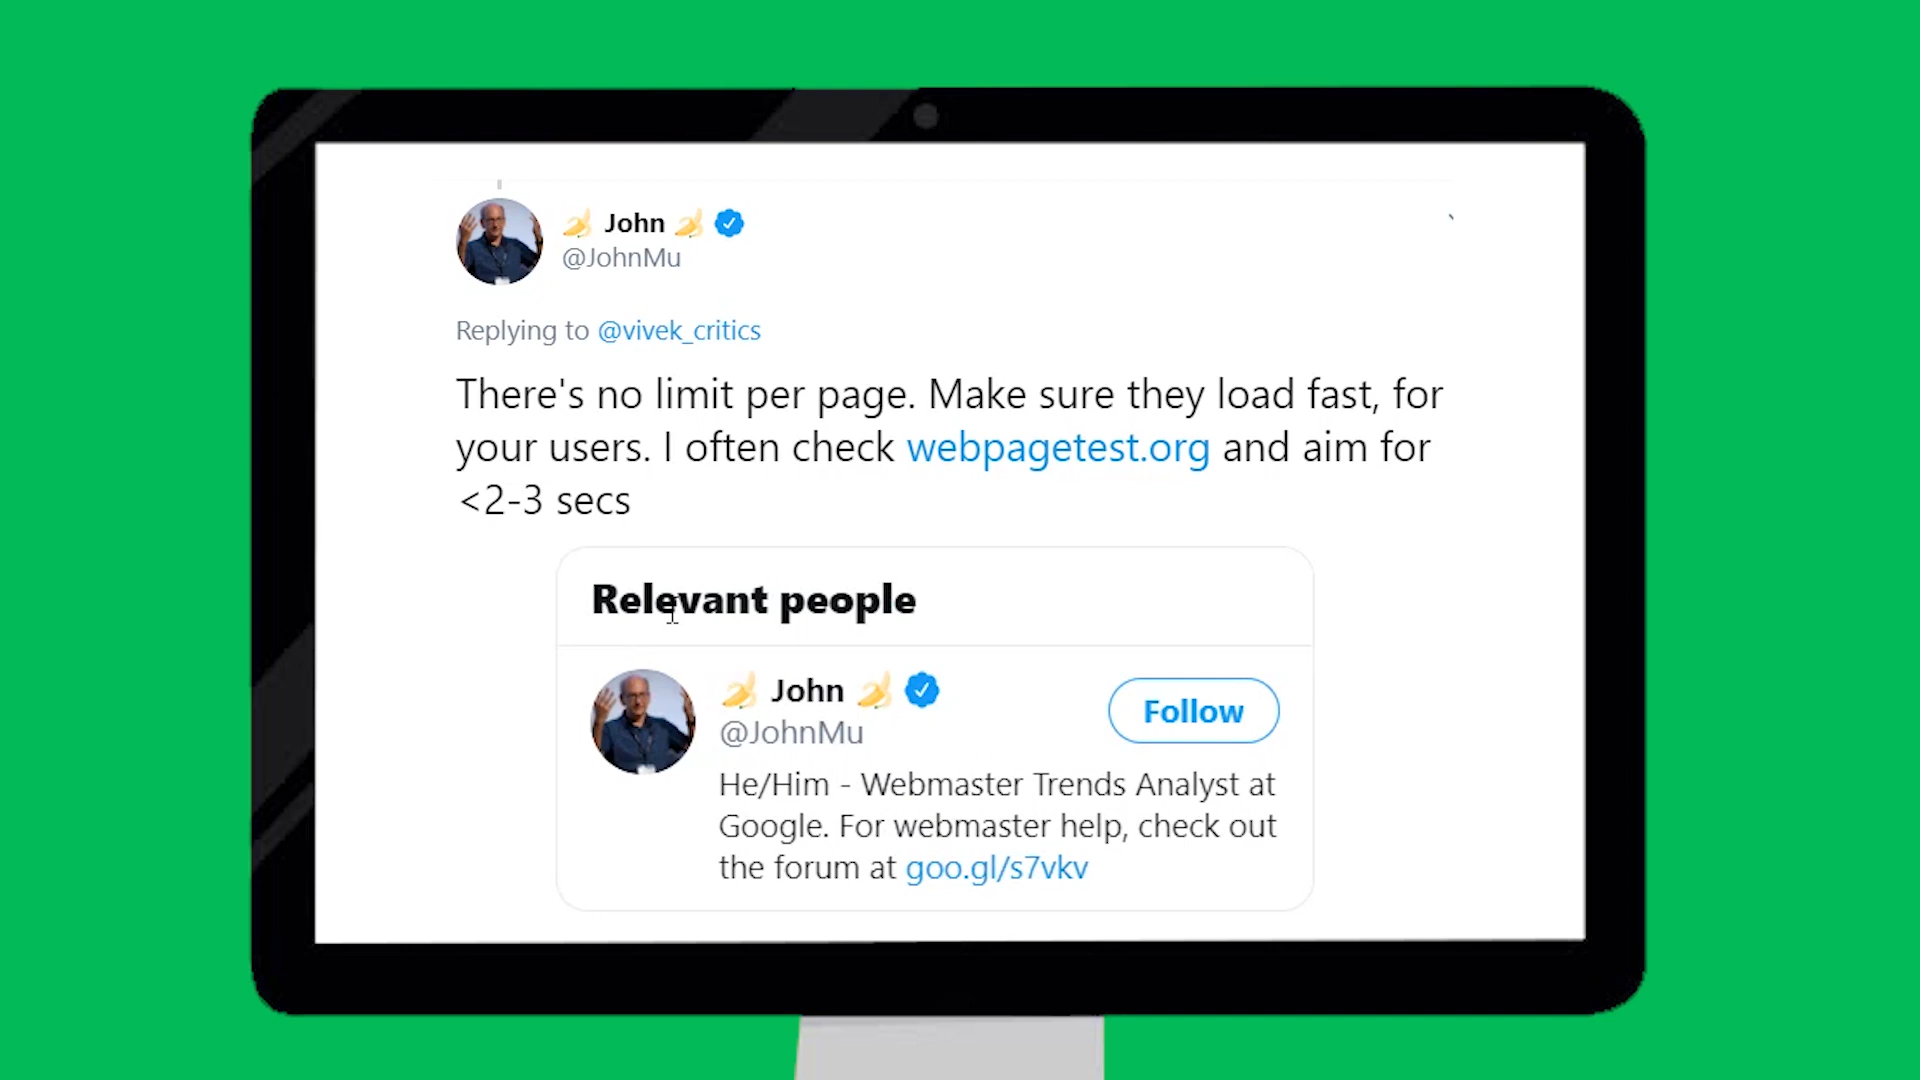 🍌 John 🍌
@JohnMu
Replying to @vivek_critics
There's no limit per page. Make sure they load fast, for
your users. I often check webpagetest.org and aim for
<2-3 secs
Relevant people
🍌 John 🍌
@JohnMu
Follow
He/Him - Webmaster Trends Analyst at
Google. For webmaster help, check out
the forum at goo.gl/s7vkv